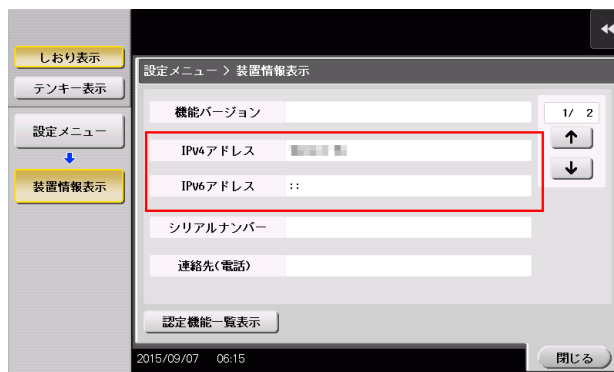 しおり表示
テンキー表示
設定メニュー
装置情報表示
設定メニュー > 装置情報表示
機能バージョン
1/ 2
IPv4アドレス
IPv6アドレス ::
シリアルナンバー
連絡先(電話)
認定機能一覧表示
2015/09/07 06:15
閉じる